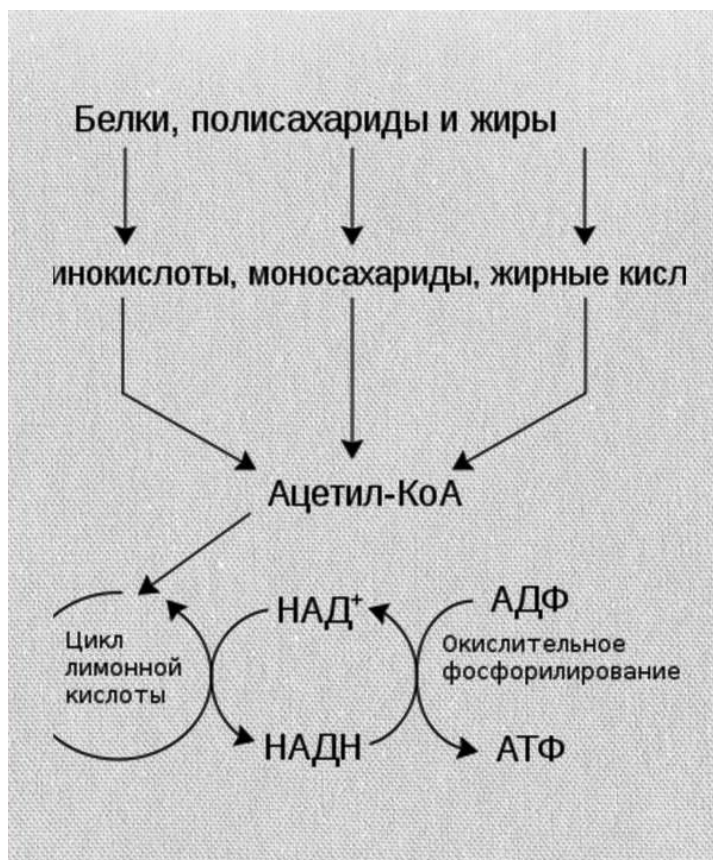 Белки, полисахариды и жиры
инокислоты, моносахариды, жирные кисл
Ацетил-КоА
НАД⁺
АДФ
Цикл
лимонной
кислоты
Окислительное
фосфорилирование
НАДН
АТФ